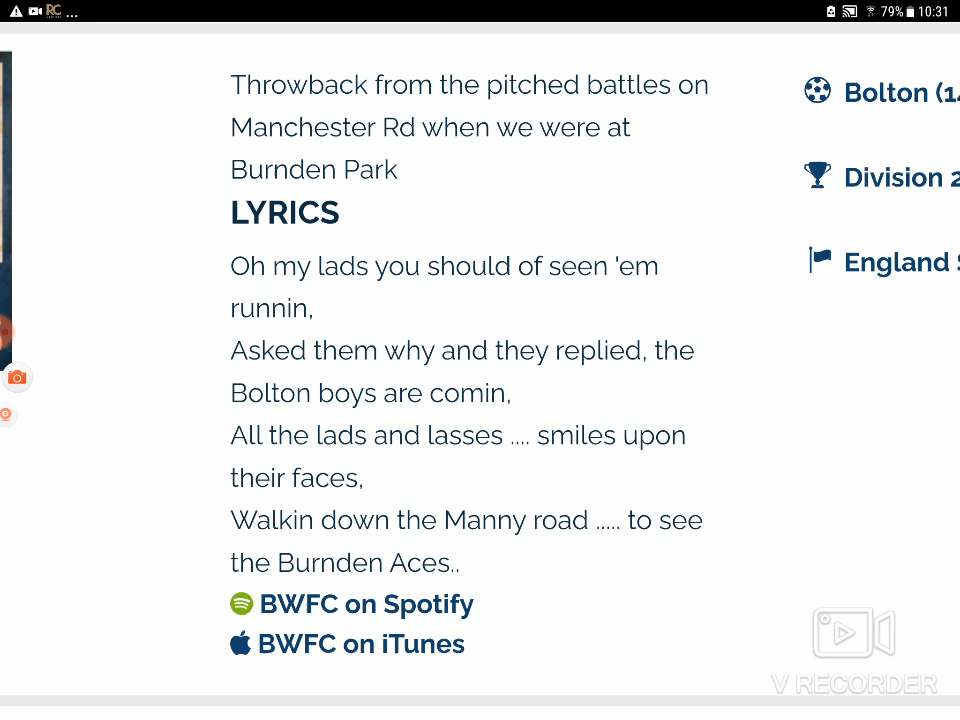 RC ...
79% 10:31
Throwback from the pitched battles on
Manchester Rd when we were at
Burnden Park
LYRICS
Oh my lads you should of seen 'em
runnin,
Asked them why and they replied, the
Bolton boys are comin,
All the lads and lasses .... smiles upon
their faces,
Walkin down the Manny road ..... to see
the Burnden Aces..
BWFC on Spotify
BWFC on iTunes
Bolton (1
Division 2
England S
V RECORDER